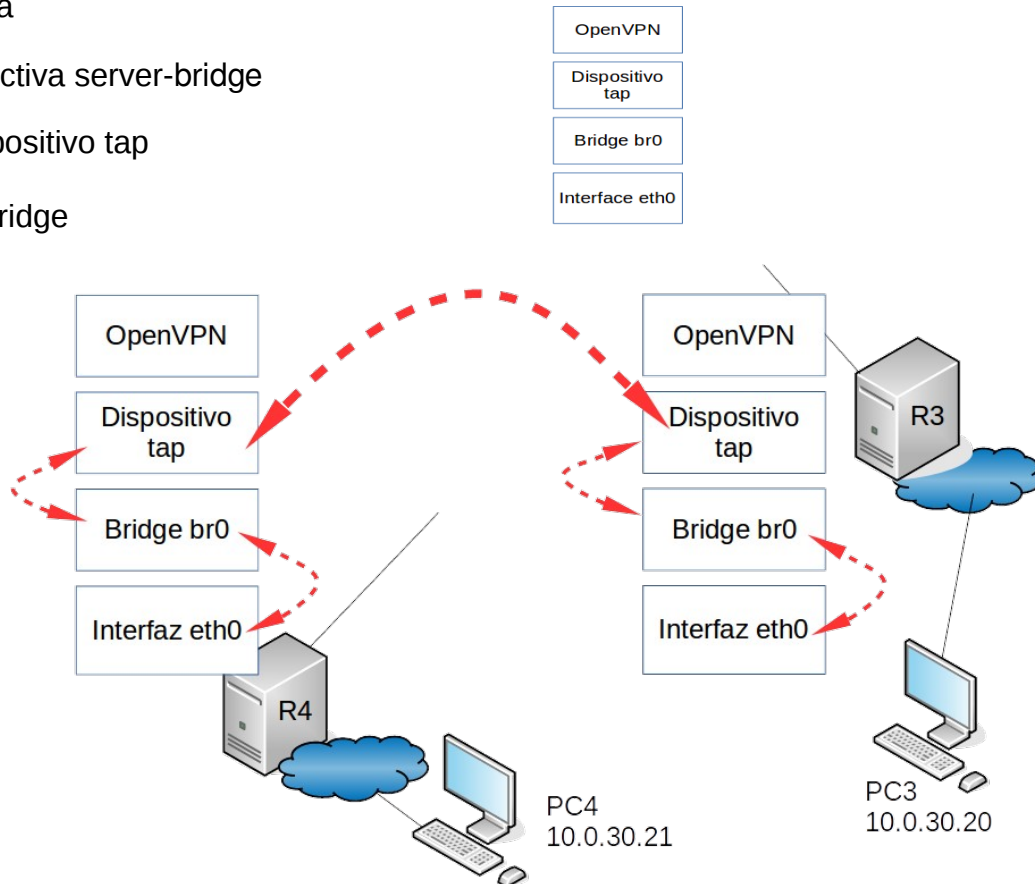 ctiva server-bridge
positivo tap
ridge
OpenVPN
Dispositivo
tap
Bridge br0
Interface eth0
OpenVPN
Dispositivo
tap
Bridge br0
Interfaz eth0
R4
PC4
10.0.30.21
OpenVPN
Dispositivo
tap
Bridge br0
Interfaz eth0
R3
PC3
10.0.30.20